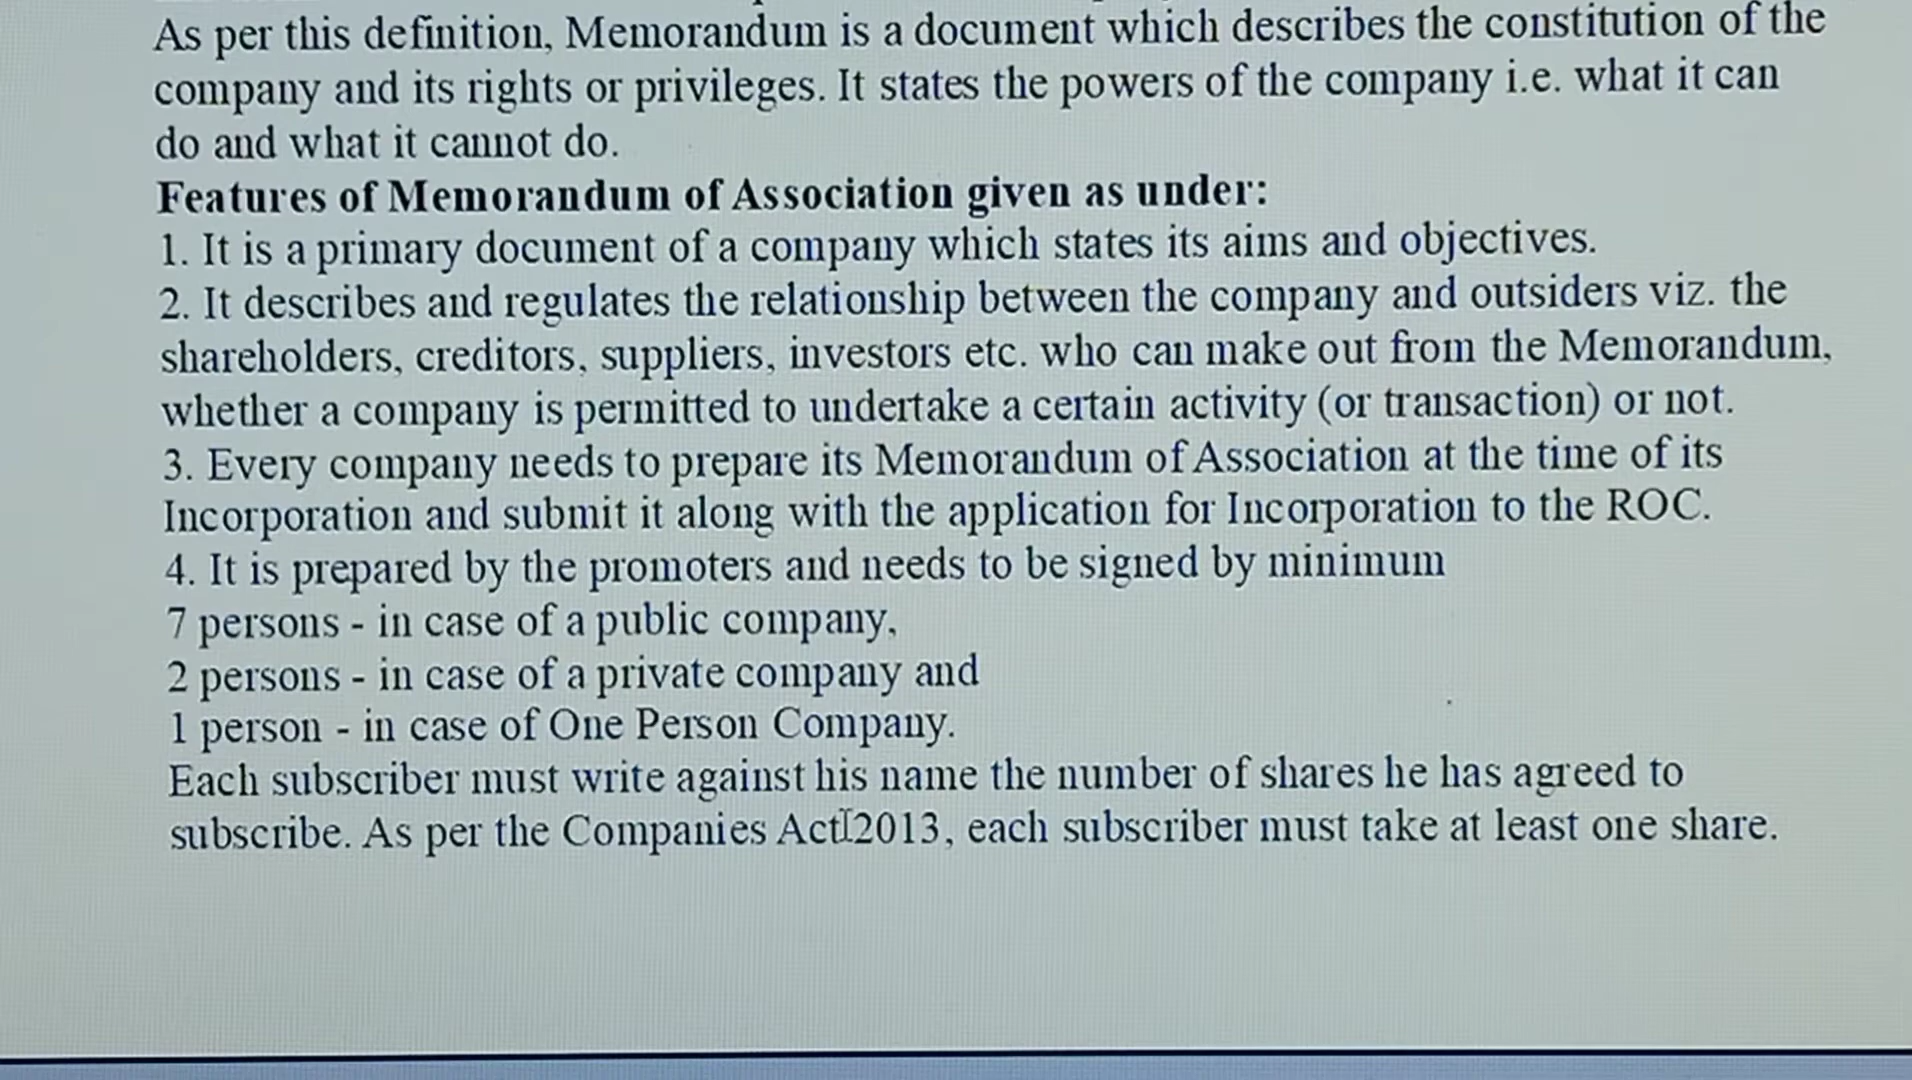 As per this definition, Memorandum is a document which describes the constitution of the
company and its rights or privileges. It states the powers of the company i.e. what it can
do and what it cannot do.
Features of Memorandum of Association given as under:
1. It is a primary document of a company which states its aims and objectives.
2. It describes and regulates the relationship between the company and outsiders viz. the
shareholders, creditors, suppliers, investors etc. who can make out from the Memorandum,
whether a company is permitted to undertake a certain activity (or transaction) or not.
3. Every company needs to prepare its Memorandum of Association at the time of its
Incorporation and submit it along with the application for Incorporation to the ROC.
4. It is prepared by the promoters and needs to be signed by minimum
7 persons - in case of a public company,
2 persons - in case of a private company and
1 person - in case of One Person Company.
Each subscriber must write against his name the number of shares he has agreed to
subscribe. As per the Companies Act 2013, each subscriber must take at least one share.